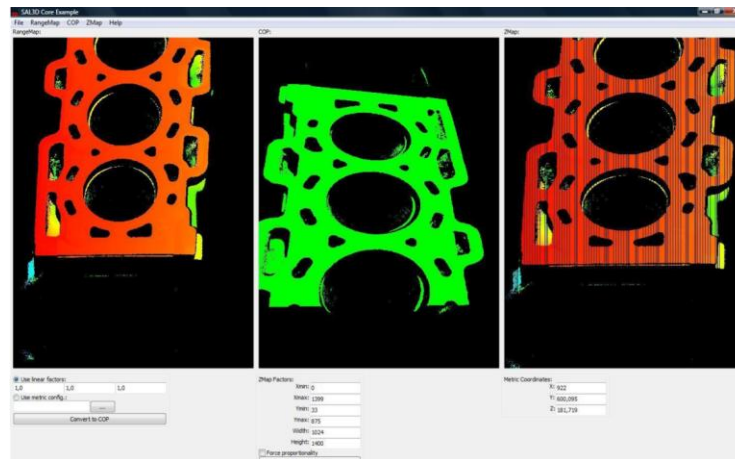 SAL3D Core Example
File RangeMap COP ZMap Help
RangeMap:
COP:
ZMap:
Use linear factors:
1,0 1,0 1,0
Use metric config.:
...
Convert to COP
ZMap Factors:
Xmin: 0
Xmax: 1399
Ymin: 33
Ymax: 875
Width: 1024
Height: 1400
Force proportionality
Metric Coordinates:
X: 922
Y: 600,095
Z: 181,719